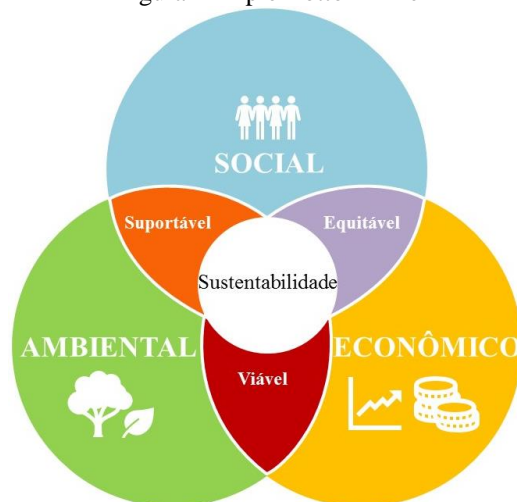 SOCIAL
Suportável
Equitável
Sustentabilidade
AMBIENTAL
ECONÔMICO
Viável